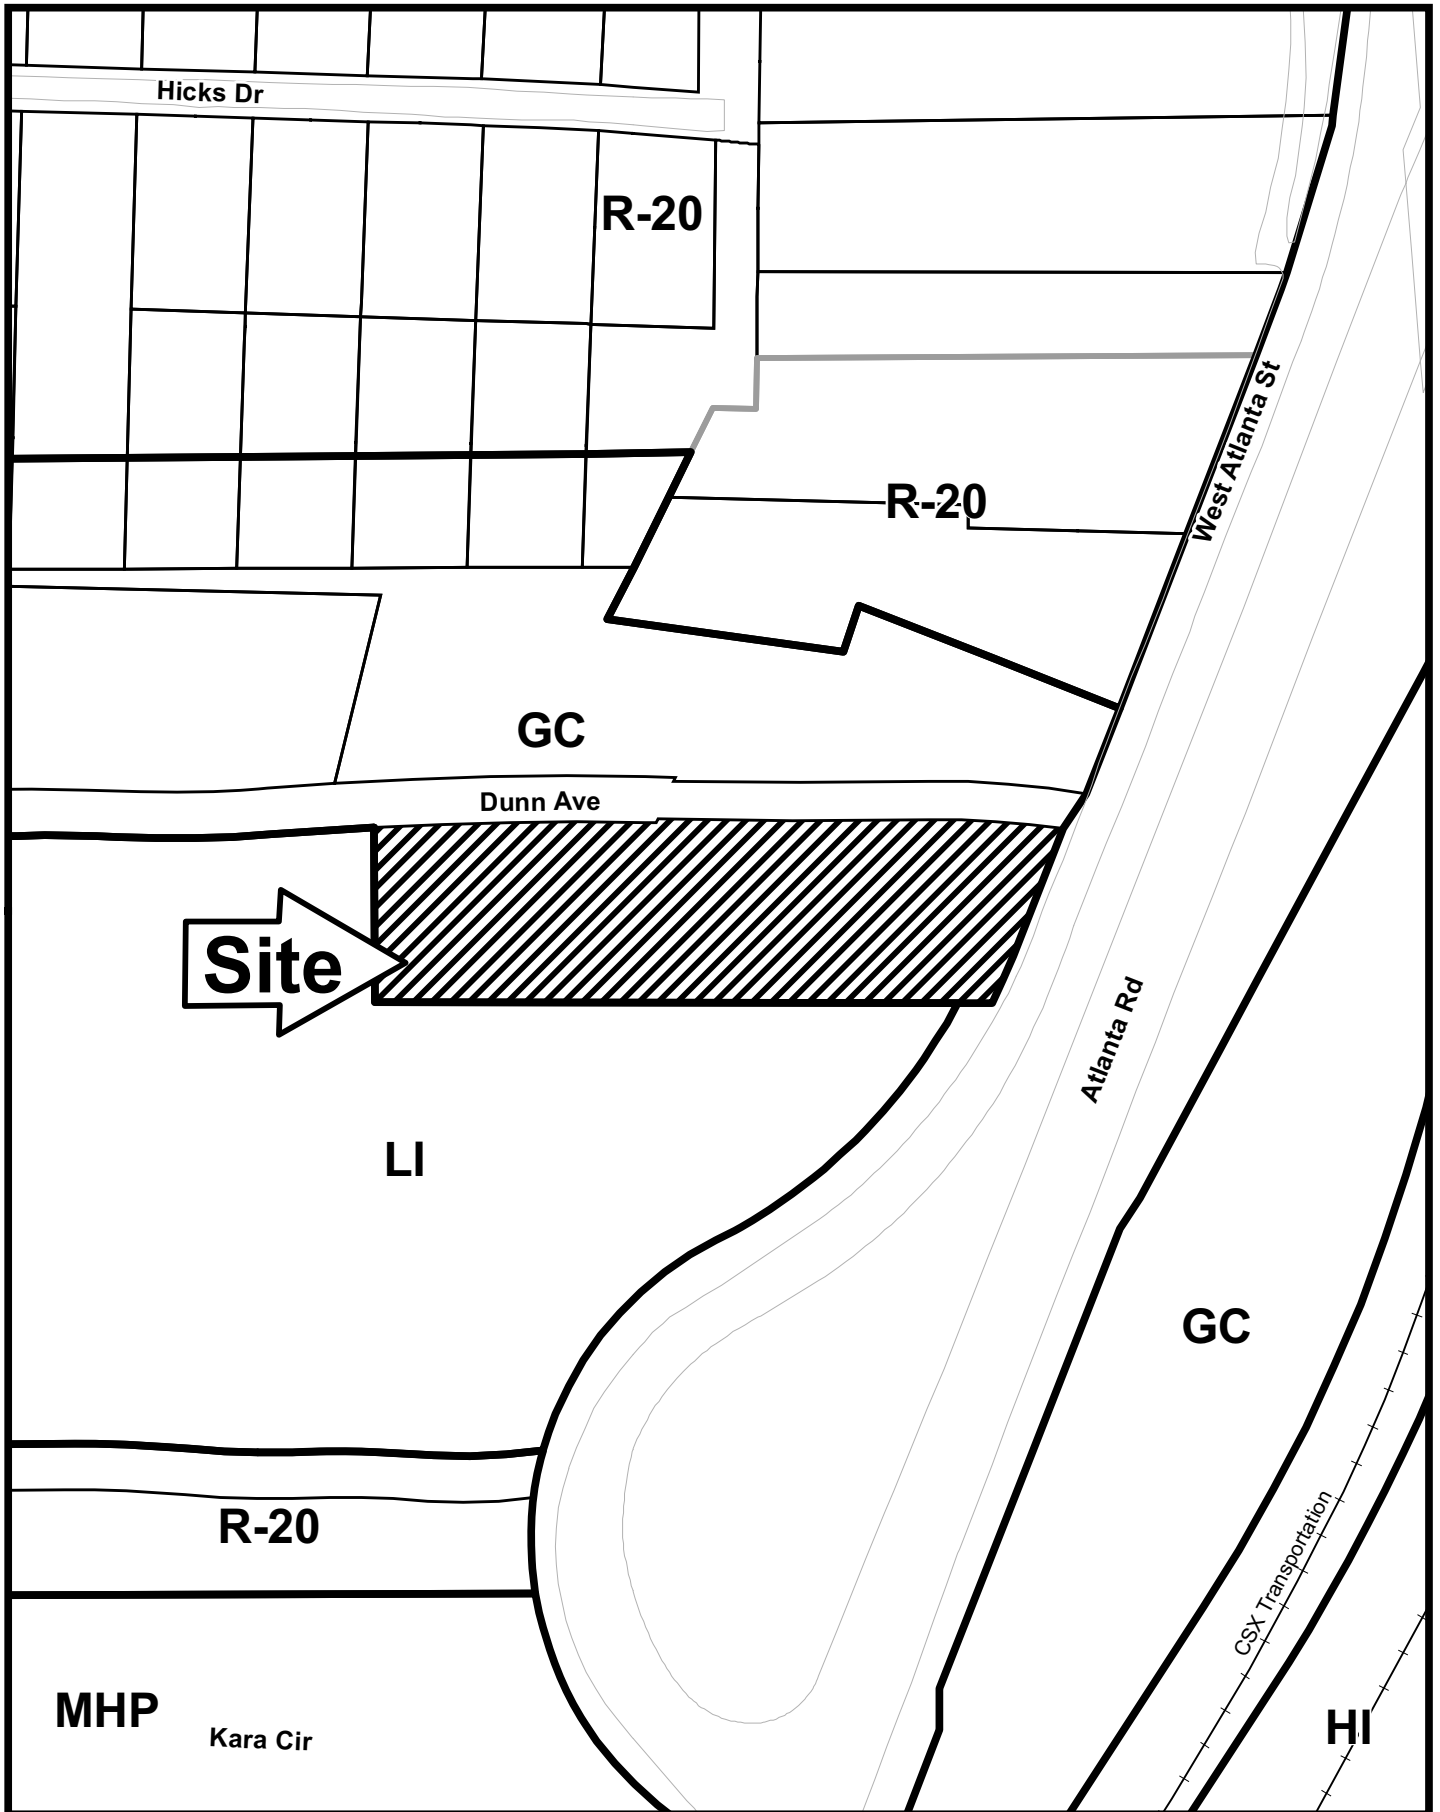 Hicks Dr
R-20
West Atlanta St
R-20
GC
Dunn Ave
Site
Atlanta Rd
LI
GC
R-20
CSX Transportation
MHP
Kara Cir
HI